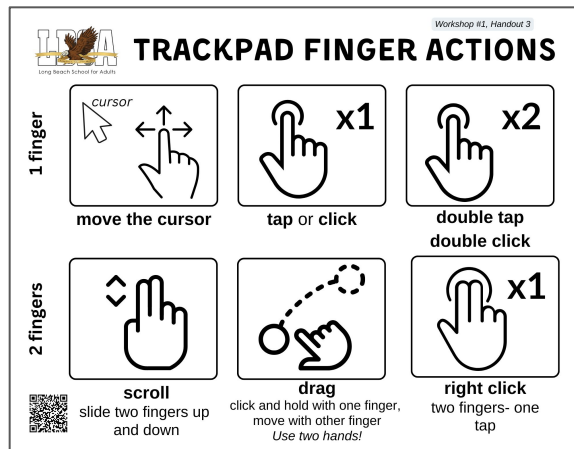 Workshop #1, Handout 3
LBSA
Long Beach School for Adults
TRACKPAD FINGER ACTIONS
1 finger
cursor
x1
x2
move the cursor
tap or click
double tap
double click
2 fingers
x1
scroll
slide two fingers up
and down
drag
click and hold with one finger,
move with other finger
Use two hands!
right click
two fingers- one
tap